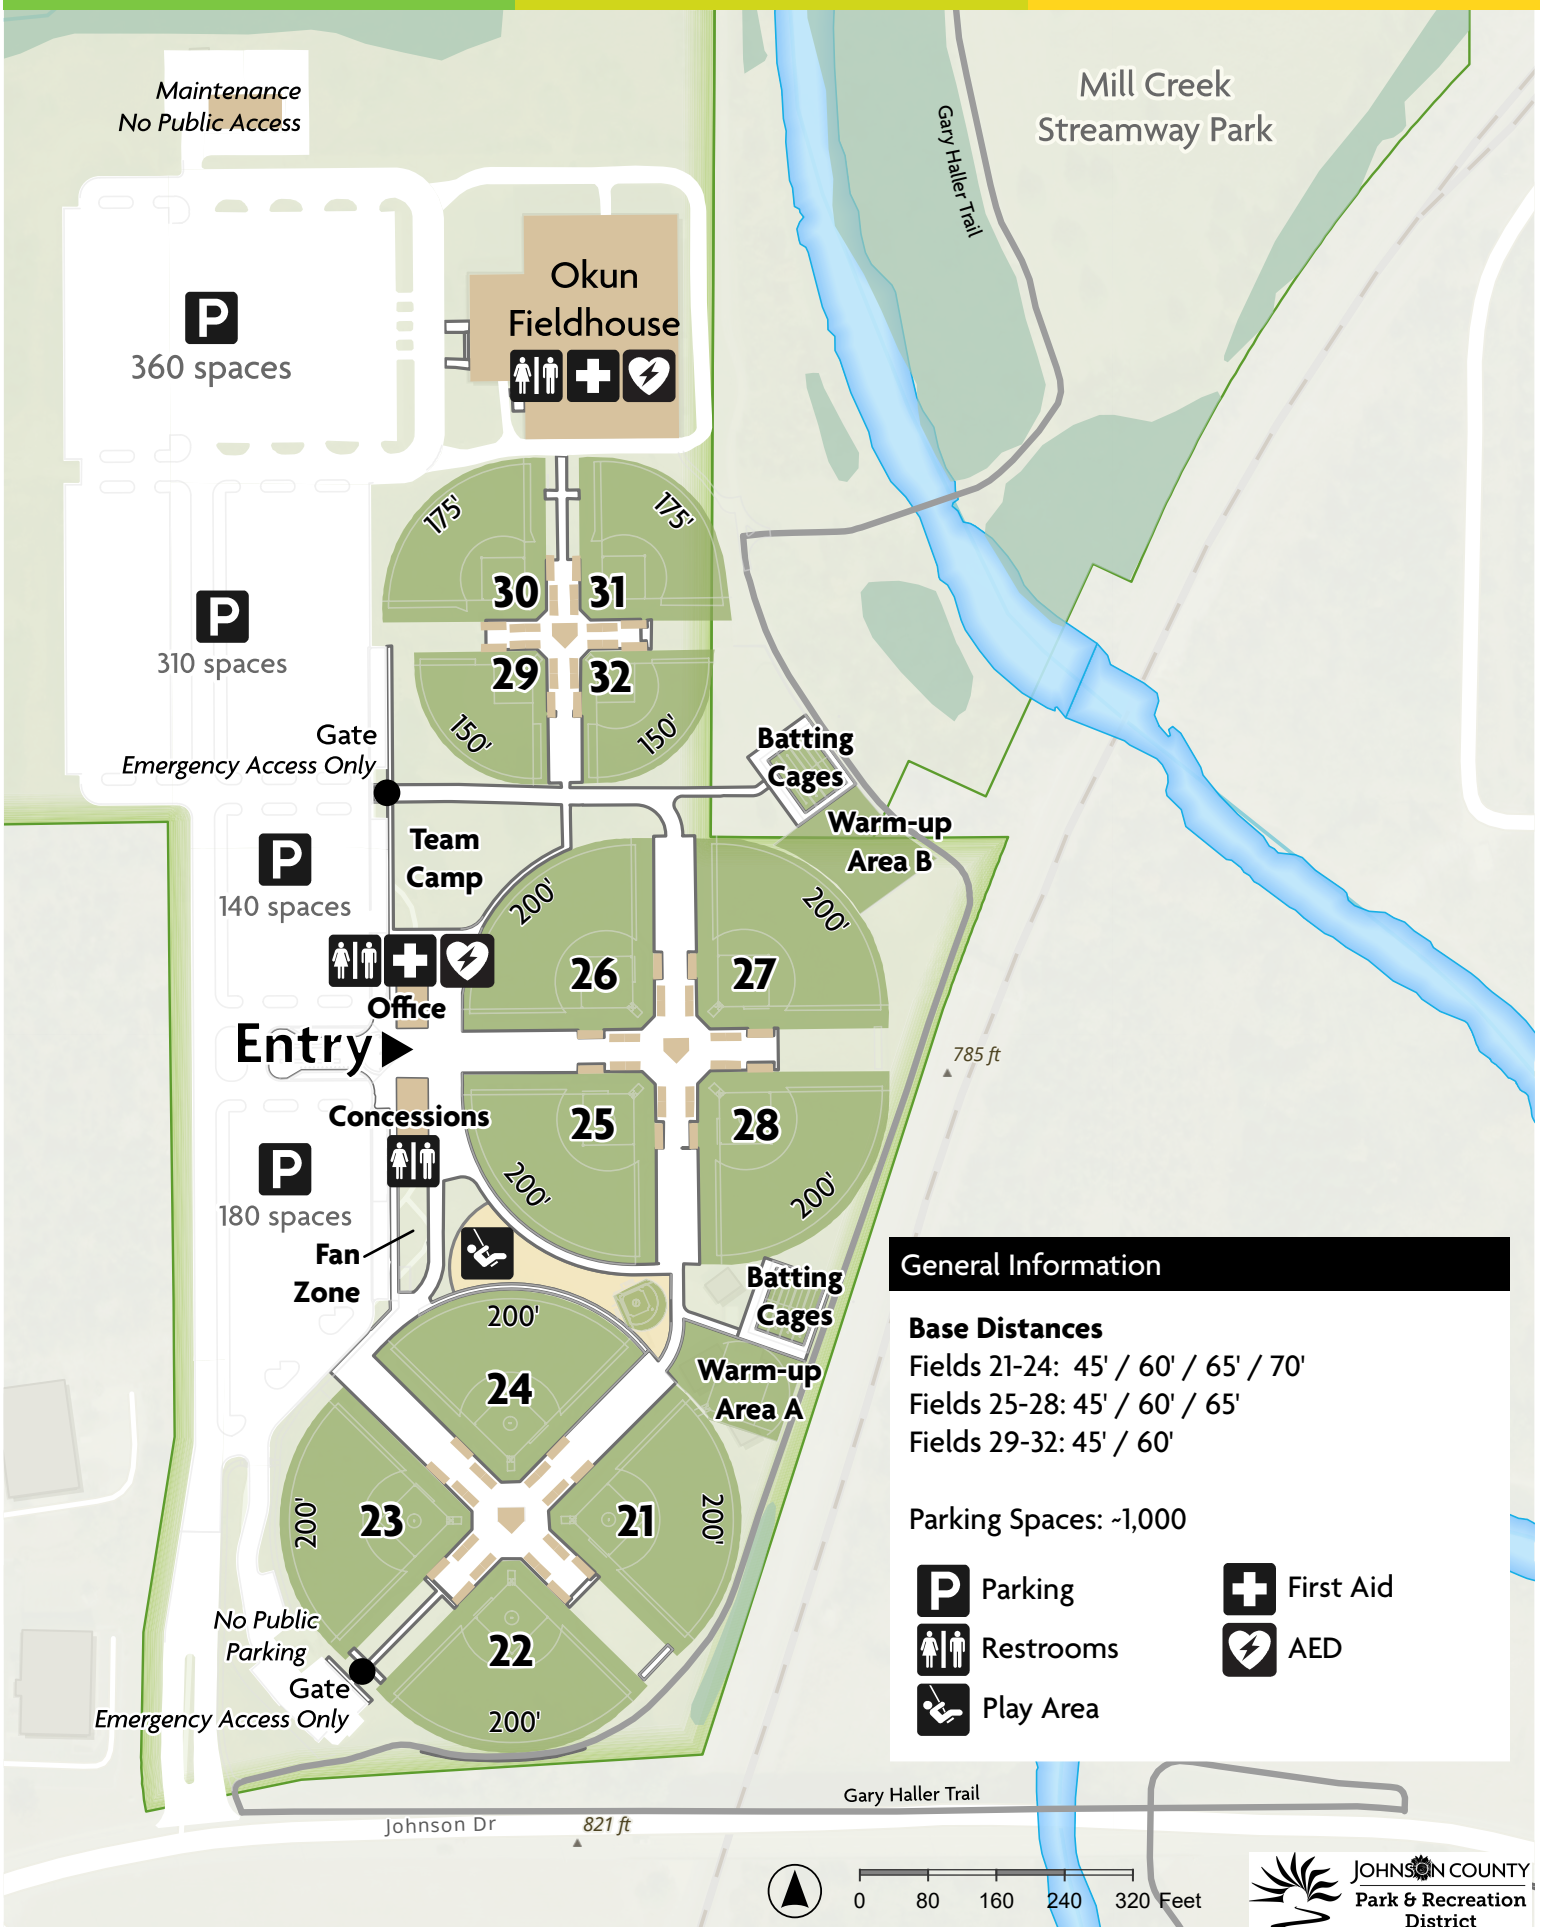 Maintenance
No Public Access
Mill Creek
Streamway Park
Gary Haller Trail
Okun
Fieldhouse
P
360 spaces
175'
175'
30
31
P
310 spaces
29
32
150'
150'
Gate
Emergency Access Only
Batting
Cages
Team
Camp
Warm-up
Area B
P
140 spaces
200'
200'
26
27
Office
Entry
785 ft
Concessions
25
28
P
180 spaces
200'
200'
Fan
Zone
Batting
Cages
200'
24
Warm-up
Area A
23
21
200'
200'
22
No Public
Parking
Gate
Emergency Access Only
200'
General Information
Base Distances
Fields 21-24: 45' / 60' / 65' / 70'
Fields 25-28: 45' / 60' / 65'
Fields 29-32: 45' / 60'
Parking Spaces: ~1,000
P Parking
First Aid
Restrooms
AED
Play Area
Gary Haller Trail
Johnson Dr
821 ft
0 80 160 240 320 Feet
JOHNSON COUNTY
Park & Recreation
District